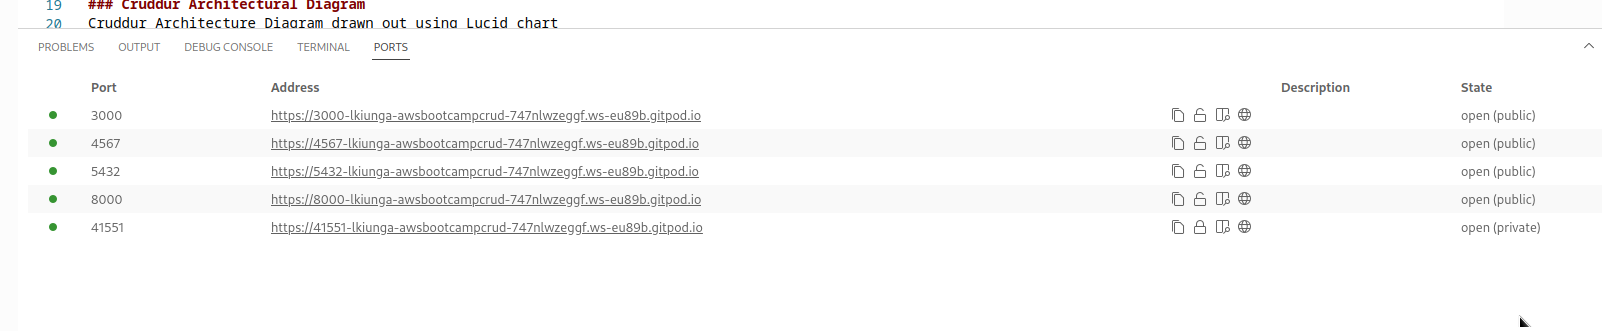 19 ### Cruddur Architectural Diagram
20 Cruddur Architecture Diagram drawn out using Lucid chart
PROBLEMS OUTPUT DEBUG CONSOLE TERMINAL PORTS
Port Address Description State
3000 https://3000-lkiunga-awsbootcampcrud-747nlwzeggf.ws-eu89b.gitpod.io open (public)
4567 https://4567-lkiunga-awsbootcampcrud-747nlwzeggf.ws-eu89b.gitpod.io open (public)
5432 https://5432-lkiunga-awsbootcampcrud-747nlwzeggf.ws-eu89b.gitpod.io open (public)
8000 https://8000-lkiunga-awsbootcampcrud-747nlwzeggf.ws-eu89b.gitpod.io open (public)
41551 https://41551-lkiunga-awsbootcampcrud-747nlwzeggf.ws-eu89b.gitpod.io open (private)